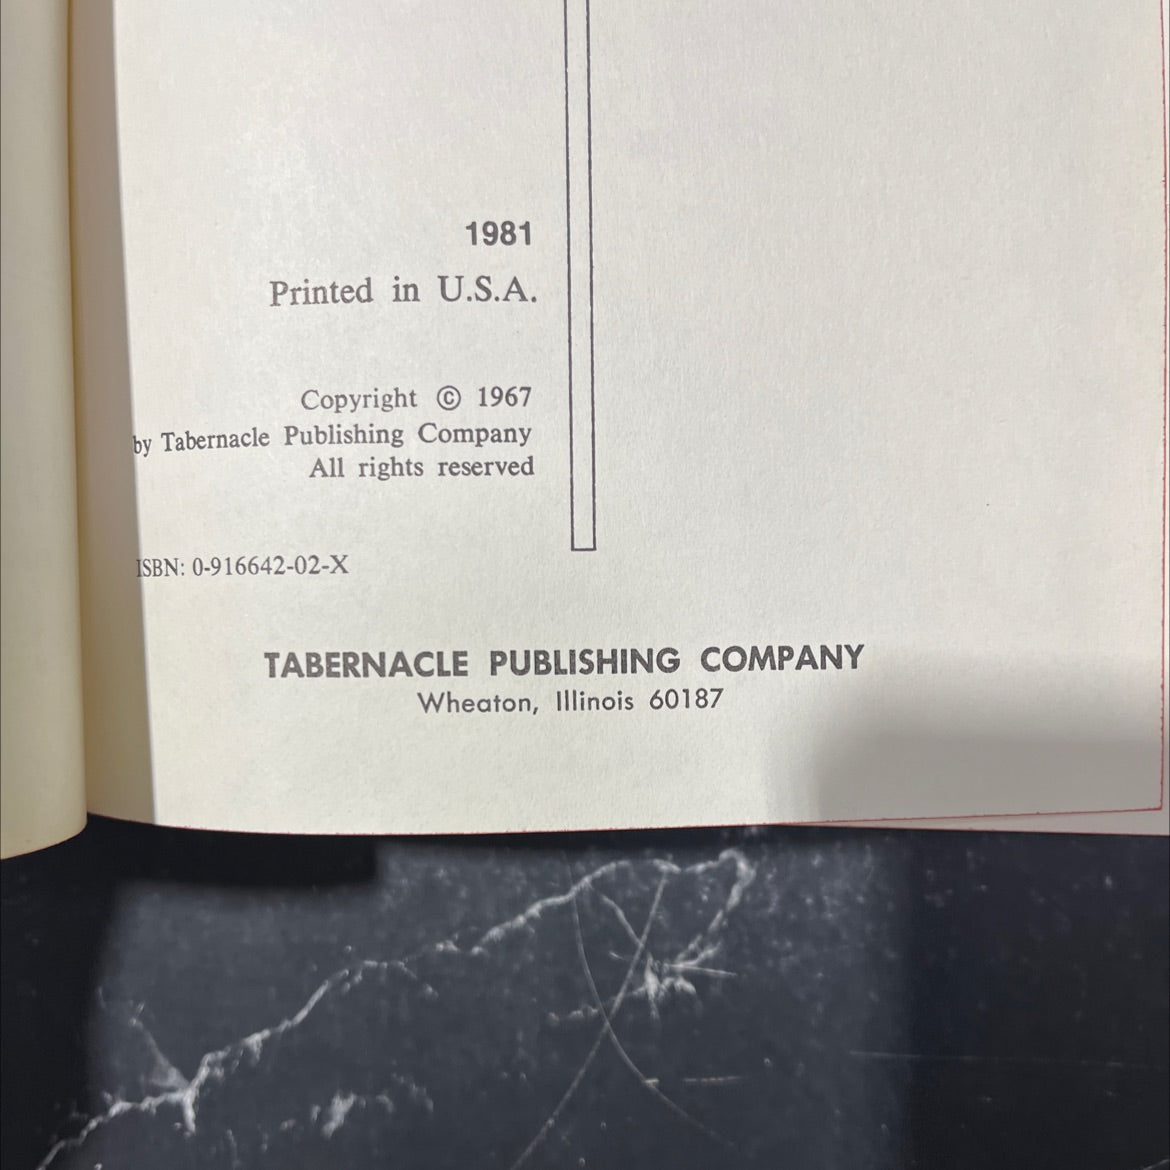 1981
Printed in U.S.A.
Copyright © 1967
by Tabernacle Publishing Company
All rights reserved
ISBN: 0-916642-02-X
TABERNACLE PUBLISHING COMPANY
Wheaton, Illinois 60187